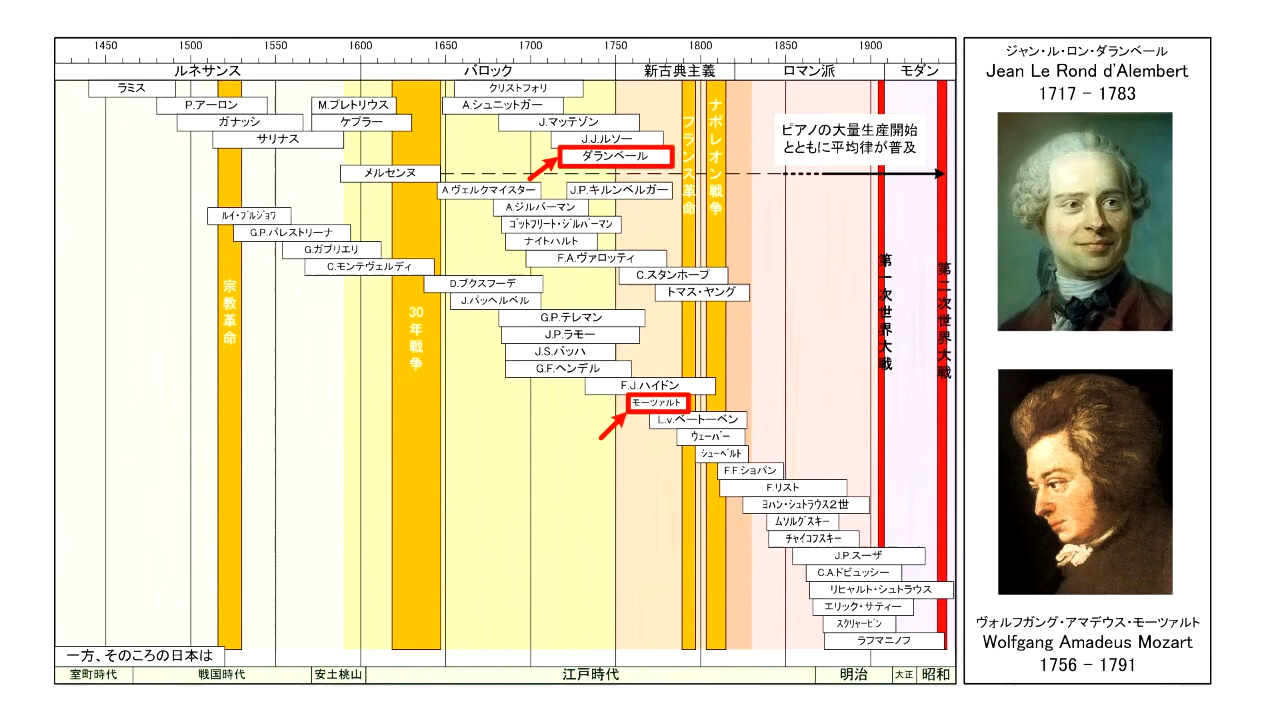 1450 1500 1550 1600 1650 1700 1750 1800 1850 1900
ルネサンス バロック 新古典主義 ロマン派 モダン
ラミス
クリストフォリ
P.アーロン
M.プレトリウス
A.シュニットガー
ガナッシ
ケプラー
J.マッテゾン
サリナス
J.J.ルソー
ダランベール
メルセンヌ
A.ヴェルクマイスター
J.P.キルンベルガー
A.ジルバーマン
ルイ・ブルジョワ
ゴットフリート・ジルバーマン
G.P.パレストリーナ
ナイトハルト
G.ガブリエリ
F.A.ヴァロッティ
C.モンテヴェルディ
C.スタンホープ
D.ブクステフーデ
トマス・ヤング
J.パッヘルベル
G.P.テレマン
J.P.ラモー
J.S.バッハ
G.F.ヘンデル
F.J.ハイドン
モーツァルト
L.v.ベートーベン
ウェーバー
シューベルト
F.F.ショパン
F.リスト
ヨハン・シュトラウス2世
ムソルグスキー
チャイコフスキー
J.P.スーザ
C.A.ドビュッシー
リヒャルト・シュトラウス
エリック・サティー
スクリャービン
ラフマニノフ
宗教革命
30年戦争
フランス革命
ナポレオン戦争
第一次世界大戦
第二次世界大戦
ピアノの大量生産開始
とともに平均律が普及
一方、そのころの日本は
室町時代 戦国時代 安土桃山 江戸時代 明治 大正 昭和
ジャン・ル・ロン・ダランベール
Jean Le Rond d'Alembert
1717 - 1783
ヴォルフガング・アマデウス・モーツァルト
Wolfgang Amadeus Mozart
1756 - 1791